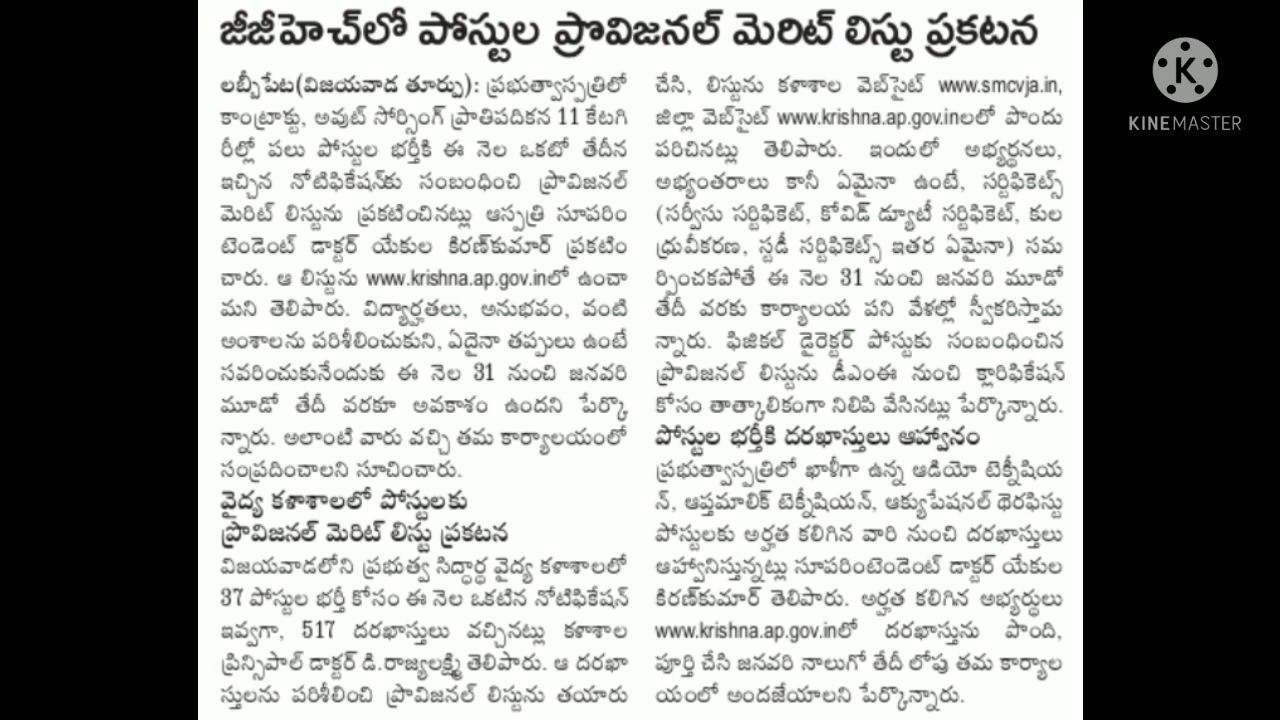 జీజీహెచ్‌లో పోస్టుల ప్రొవిజనల్ మెరిట్ లిస్టు ప్రకటన
లబ్బీపేట(విజయవాడ తూర్పు): ప్రభుత్వాస్పత్రిలో
కాంట్రాక్టు, అవుట్ సోర్సింగ్ ప్రాతిపదికన 11 కేటగి
రీల్లో పలు పోస్టుల భర్తీకి ఈ నెల ఒకటో తేదీన
ఇచ్చిన నోటిఫికేషన్‌కు సంబంధించి ప్రొవిజనల్
మెరిట్ లిస్టును ప్రకటించినట్లు ఆస్పత్రి సూపరిం
టెండెంట్ డాక్టర్ యేకుల కిరణ్‌కుమార్ ప్రకటిం
చారు. ఆ లిస్టును www.krishna.ap.gov.inలో ఉంచా
మని తెలిపారు. విద్యార్హతలు, అనుభవం, వంటి
అంశాలను పరిశీలించుకుని, ఏదైనా తప్పులు ఉంటే
సవరించుకునేందుకు ఈ నెల 31 నుంచి జనవరి
మూడో తేదీ వరకూ అవకాశం ఉందని పేర్కొ
న్నారు. అలాంటి వారు వచ్చి తమ కార్యాలయంలో
సంప్రదించాలని సూచించారు.
వైద్య కళాశాలలో పోస్టులకు
ప్రొవిజనల్ మెరిట్ లిస్టు ప్రకటన
విజయవాడలోని ప్రభుత్వ సిద్ధార్థ వైద్య కళాశాలలో
37 పోస్టుల భర్తీ కోసం ఈ నెల ఒకటిన నోటిఫికేషన్
ఇవ్వగా, 517 దరఖాస్తులు వచ్చినట్లు కళాశాల
ప్రిన్సిపాల్ డాక్టర్ డి.రాజ్యలక్ష్మి తెలిపారు. ఆ దరఖా
స్తులను పరిశీలించి ప్రొవిజనల్ లిస్టును తయారు
చేసి, లిస్టును కళాశాల వెబ్‌సైట్ www.smcvja.in,
జిల్లా వెబ్‌సైట్ www.krishna.ap.gov.inలలో పొందు
పరిచినట్లు తెలిపారు. ఇందులో అభ్యర్థనలు,
అభ్యంతరాలు కానీ ఏమైనా ఉంటే, సర్టిఫికెట్స్
(సర్వీసు సర్టిఫికెట్, కోవిడ్ డ్యూటీ సర్టిఫికెట్, కుల
ధ్రువీకరణ, స్టడీ సర్టిఫికెట్స్ ఇతర ఏమైనా) సమ
ర్పించకపోతే ఈ నెల 31 నుంచి జనవరి మూడో
తేదీ వరకు కార్యాలయ పని వేళల్లో స్వీకరిస్తామ
న్నారు. ఫిజికల్ డైరెక్టర్ పోస్టుకు సంబంధించిన
ప్రొవిజనల్ లిస్టును డీఎంఈ నుంచి క్లారిఫికేషన్
కోసం తాత్కాలికంగా నిలిపి వేసినట్లు పేర్కొన్నారు.
పోస్టుల భర్తీకి దరఖాస్తులు ఆహ్వానం
ప్రభుత్వాస్పత్రిలో ఖాళీగా ఉన్న ఆడియో టెక్నీషియ
న్, ఆప్తమాలిక్ టెక్నీషియన్, ఆక్యుపేషనల్ థెరఫిస్టు
పోస్టులకు అర్హత కలిగిన వారి నుంచి దరఖాస్తులు
ఆహ్వానిస్తున్నట్లు సూపరింటెండెంట్ డాక్టర్ యేకుల
కిరణ్‌కుమార్ తెలిపారు. అర్హత కలిగిన అభ్యర్థులు
www.krishna.ap.gov.inలో దరఖాస్తును పొంది,
పూర్తి చేసి జనవరి నాలుగో తేదీ లోపు తమ కార్యాల
యంలో అందజేయాలని పేర్కొన్నారు.
KINEMASTER